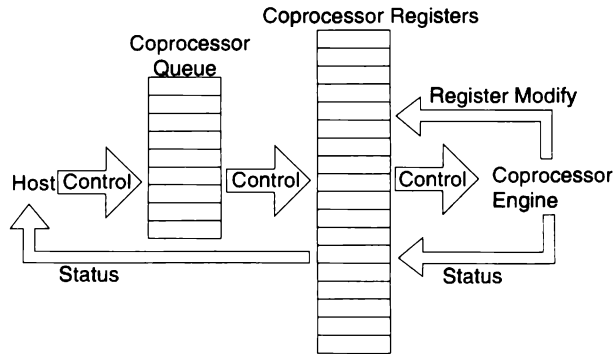 Coprocessor Registers
Coprocessor
Queue
Register Modify
Host
Control
Control
Control
Coprocessor
Engine
Status
Status